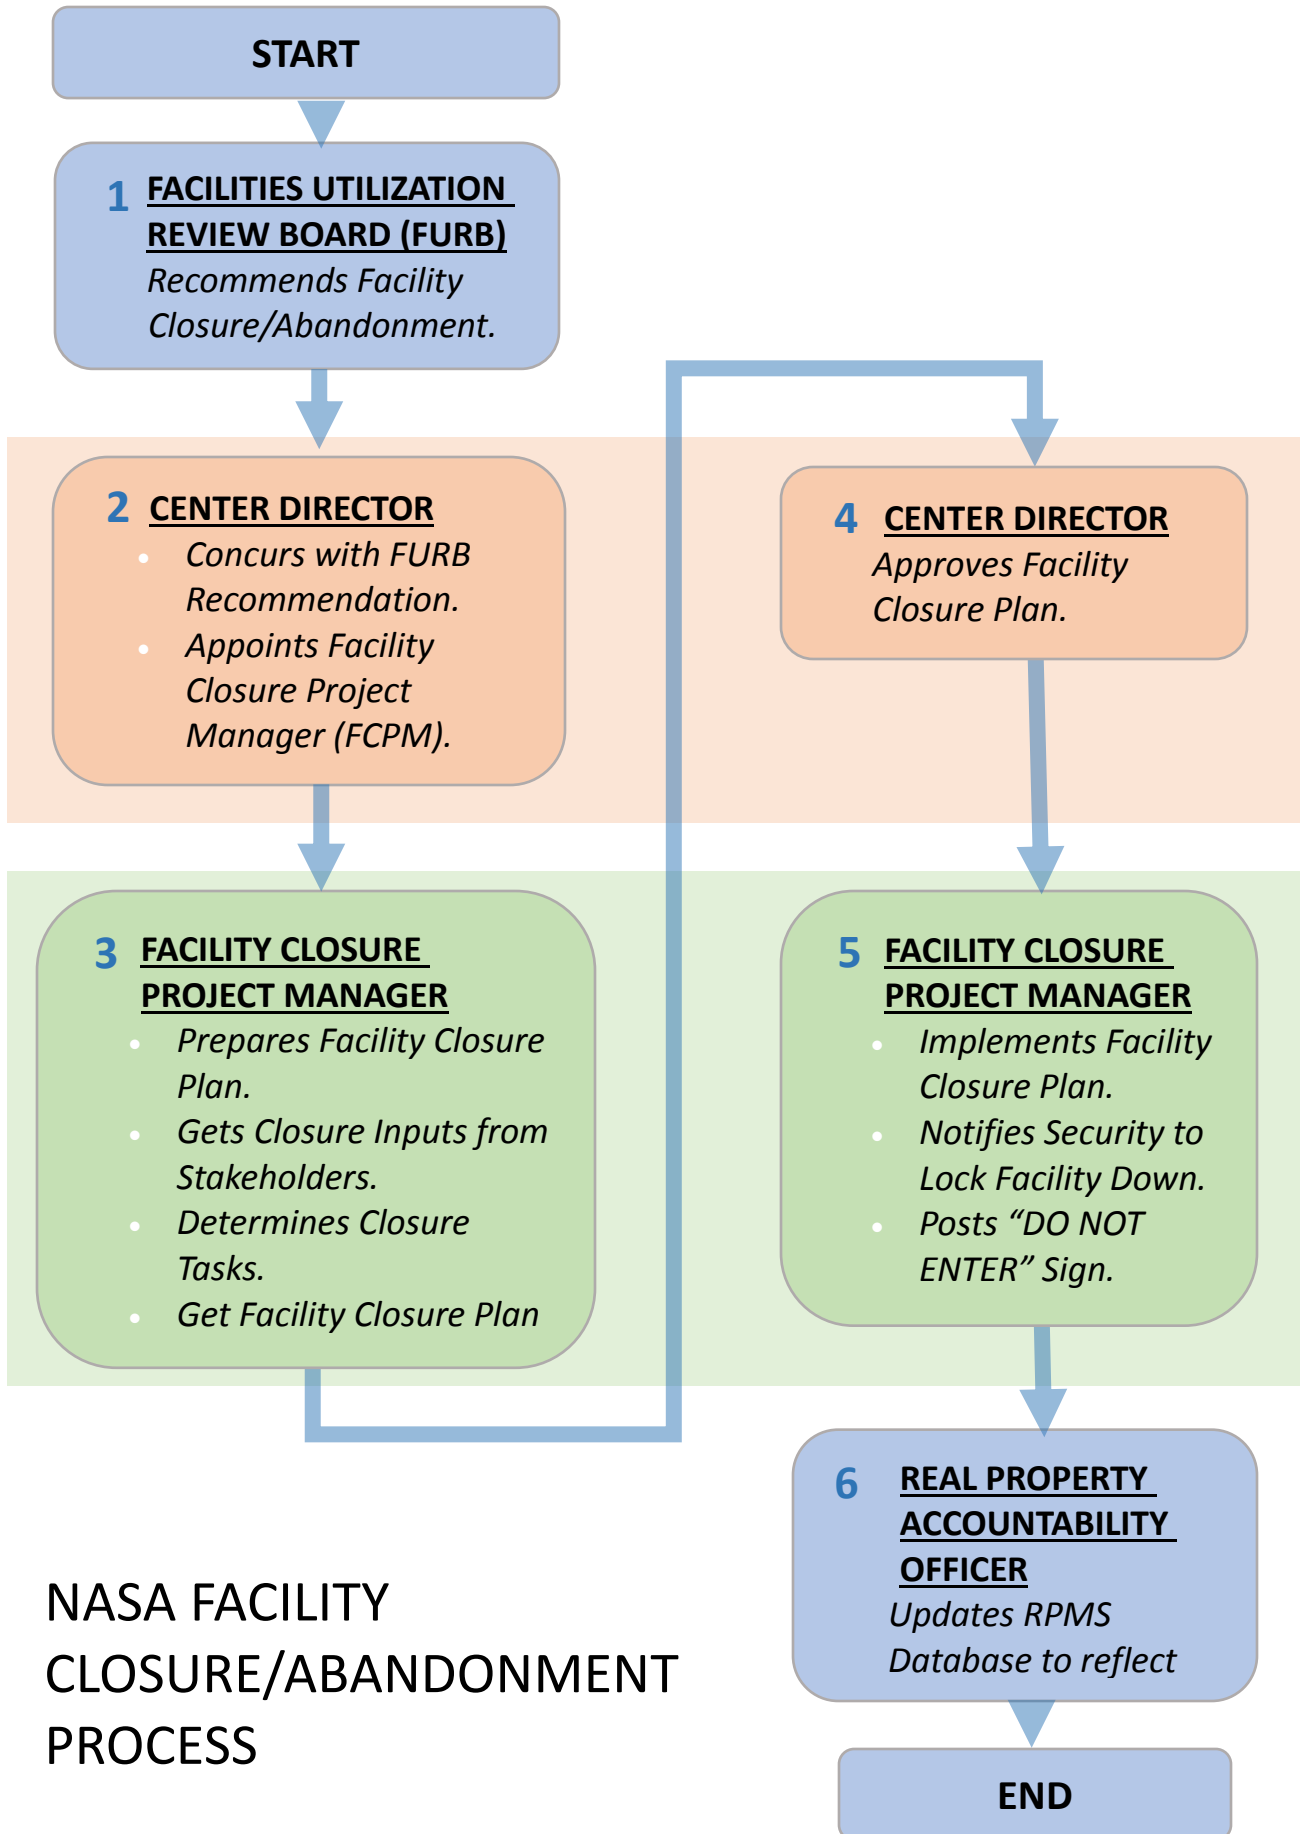 START
1 FACILITIES UTILIZATION
REVIEW BOARD (FURB)
Recommends Facility
Closure/Abandonment.
2 CENTER DIRECTOR
• Concurs with FURB
Recommendation.
• Appoints Facility
Closure Project
Manager (FCPM).
3 FACILITY CLOSURE
PROJECT MANAGER
• Prepares Facility Closure
Plan.
• Gets Closure Inputs from
Stakeholders.
• Determines Closure
Tasks.
• Get Facility Closure Plan
4 CENTER DIRECTOR
Approves Facility
Closure Plan.
5 FACILITY CLOSURE
PROJECT MANAGER
• Implements Facility
Closure Plan.
• Notifies Security to
Lock Facility Down.
• Posts “DO NOT
ENTER” Sign.
6 REAL PROPERTY
ACCOUNTABILITY
OFFICER
Updates RPMS
Database to reflect
END
NASA FACILITY
CLOSURE/ABANDONMENT
PROCESS